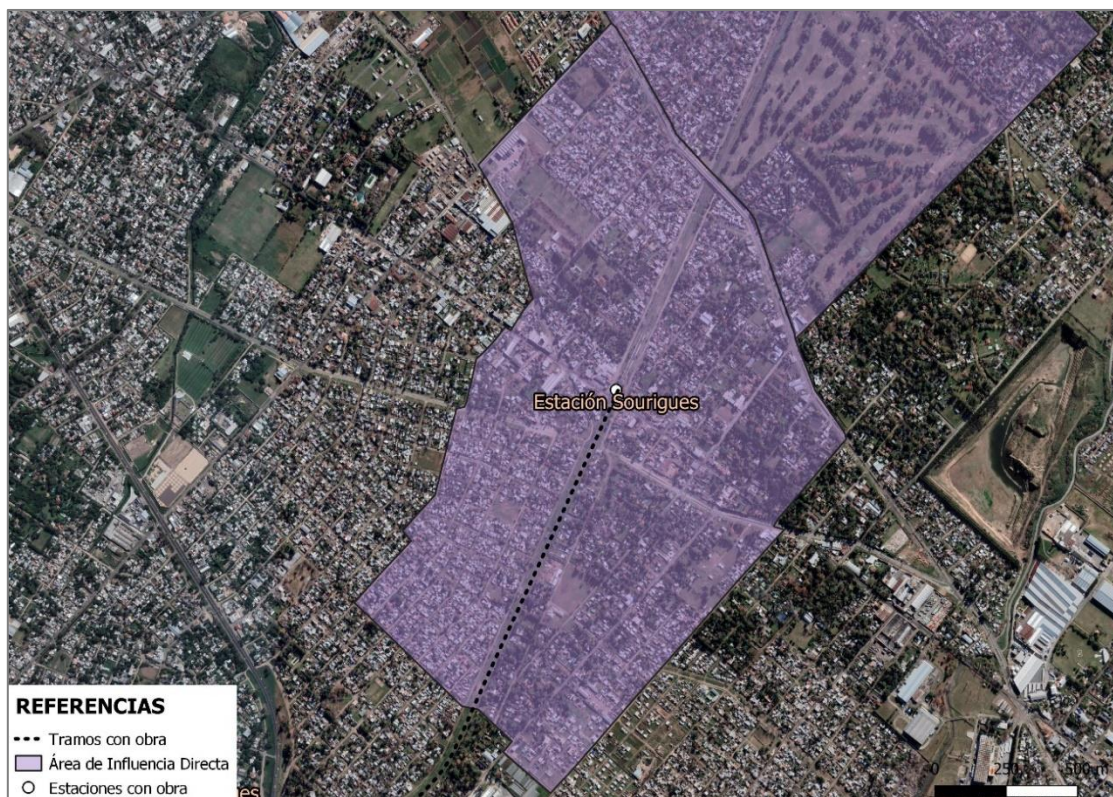 Estación Sourigues
REFERENCIAS
Tramos con obra
Área de Influencia Directa
Estaciones con obra
0 250 500 m